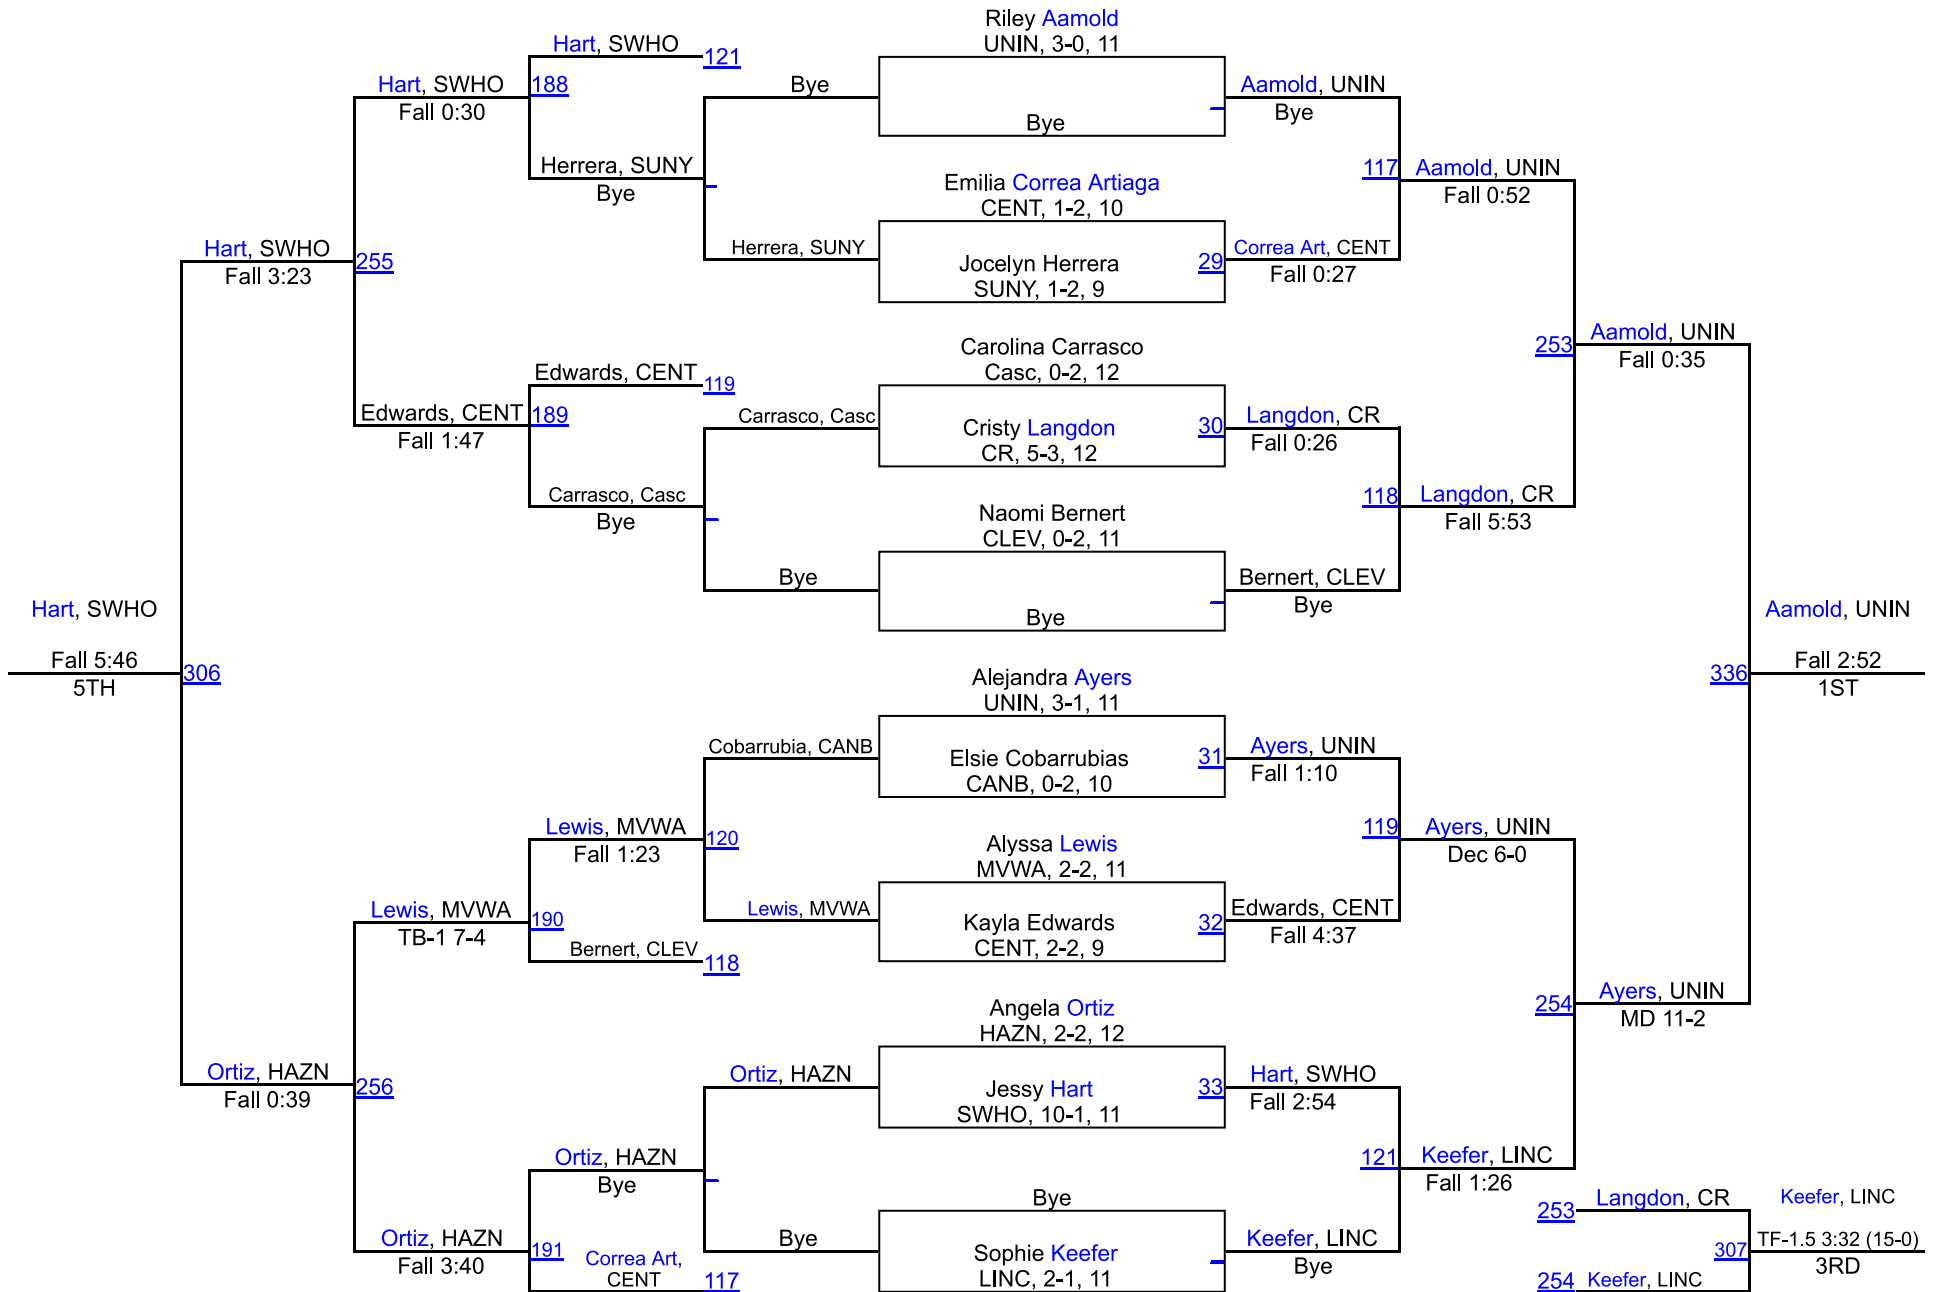 Riley Aamold
UNIN, 3-0, 11
Hart, SWHO
121
Hart, SWHO
188
Bye
Aamold, UNIN
Fall 0:30
Bye
Bye
Herrera, SUNY
117
Aamold, UNIN
Bye
Emilia Correa Artiaga
Fall 0:52
CENT, 1-2, 10
Hart, SWHO
Herrera, SUNY
Correa Art, CENT
255
Jocelyn Herrera
29
Fall 3:23
Fall 0:27
SUNY, 1-2, 9
Carolina Carrasco
Aamold, UNIN
253
Fall 0:35
Edwards, CENT
119
Casc, 0-2, 12
Edwards, CENT
189
Carrasco, Casc
Langdon, CR
Fall 1:47
Cristy Langdon
30
Fall 0:26
CR, 5-3, 12
Carrasco, Casc
118
Langdon, CR
Bye
Naomi Bernert
Fall 5:53
CLEV, 0-2, 11
Bye
Bernert, CLEV
Hart, SWHO
Bye
Bye
Aamold, UNIN
Fall 5:46
306
336
Fall 2:52
5TH
Alejandra Ayers
1ST
UNIN, 3-1, 11
Cobarrubia, CANB
Elsie Cobarrubias
31
Ayers, UNIN
CANB, 0-2, 10
Fall 1:10
Lewis, MVWA
120
119
Ayers, UNIN
Fall 1:23
Alyssa Lewis
Dec 6-0
MVWA, 2-2, 11
Lewis, MVWA
190
Lewis, MVWA
Kayla Edwards
32
Edwards, CENT
TB-1 7-4
CENT, 2-2, 9
Fall 4:37
Bernert, CLEV
118
Angela Ortiz
254
Ayers, UNIN
HAZN, 2-2, 12
MD 11-2
Ortiz, HAZN
256
Ortiz, HAZN
Jessy Hart
33
Hart, SWHO
Fall 0:39
SWHO, 10-1, 11
Fall 2:54
Ortiz, HAZN
121
Keefer, LINC
Bye
Bye
Fall 1:26
253
Langdon, CR
Keefer, LINC
Ortiz, HAZN
191
Bye
Keefer, LINC
307
TF-1.5 3:32 (15-0)
Fall 3:40
Correa Art,
Sophie Keefer
Bye
3RD
CENT
117
LINC, 2-1, 11
254
Keefer, LINC